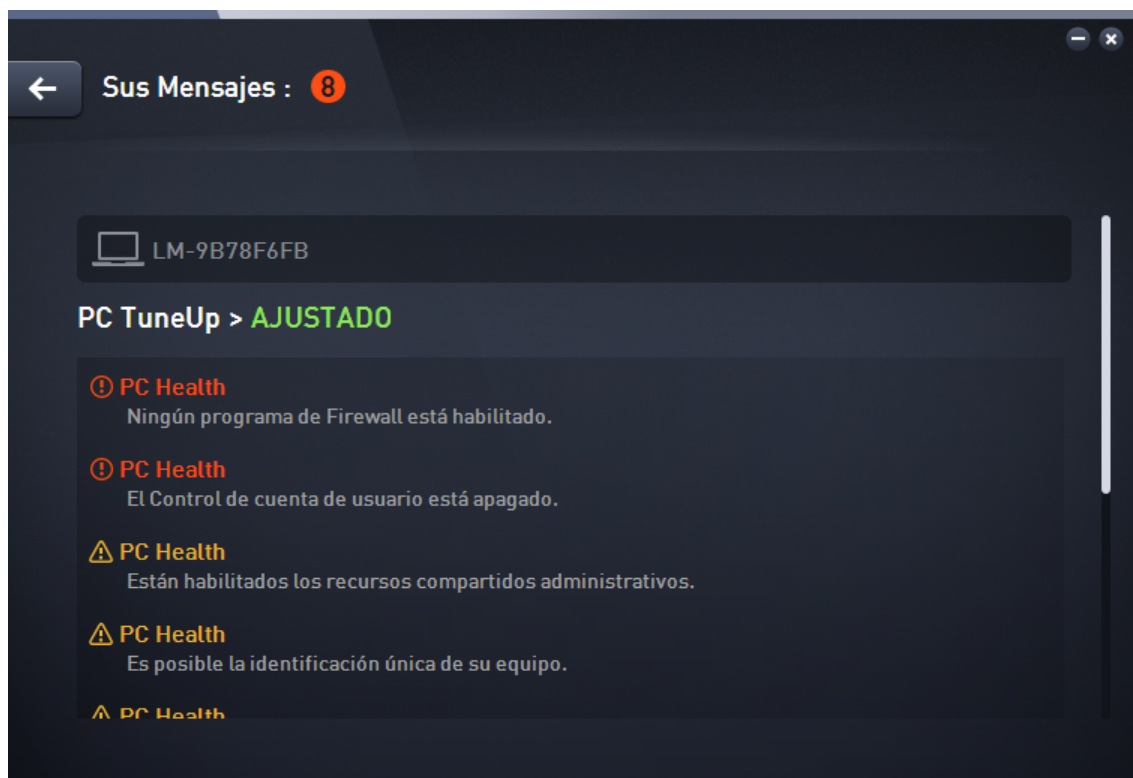 Sus Mensajes : 8
LM-9B78F6FB
PC TuneUp > AJUSTADO
PC Health
Ningún programa de Firewall está habilitado.
PC Health
El Control de cuenta de usuario está apagado.
PC Health
Están habilitados los recursos compartidos administrativos.
PC Health
Es posible la identificación única de su equipo.
PC Health